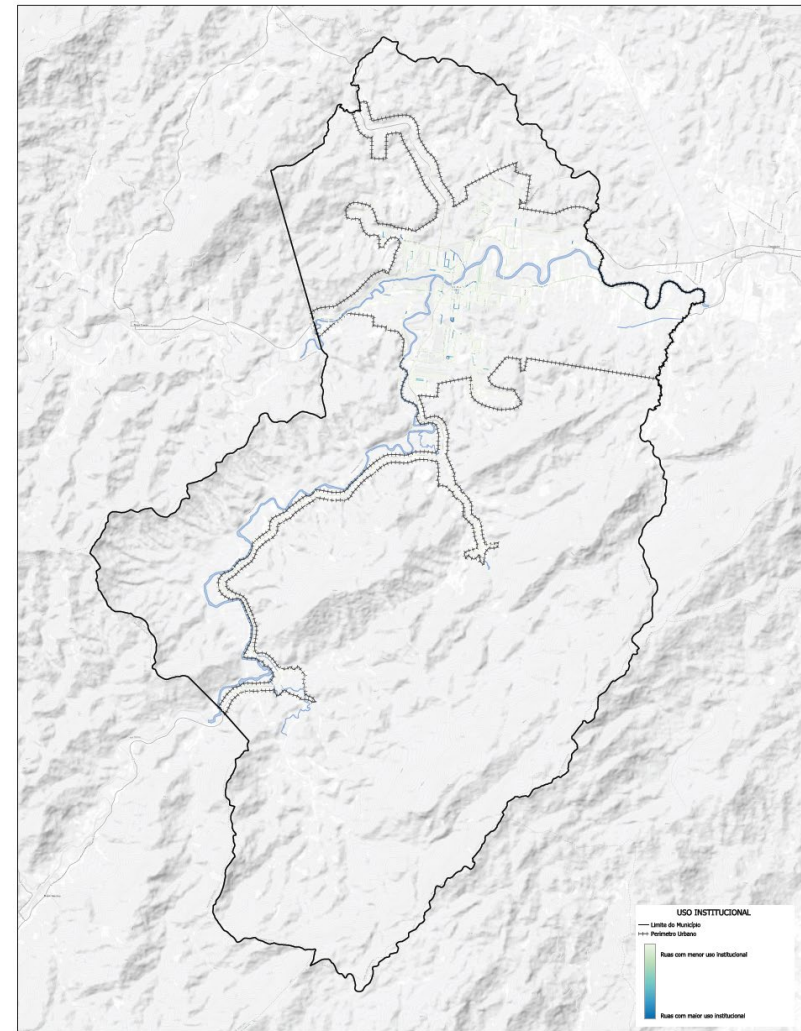 USO INSTITUCIONAL
Limite do Município
Perímetro Urbano
Ruas com menor uso institucional
Ruas com maior uso institucional